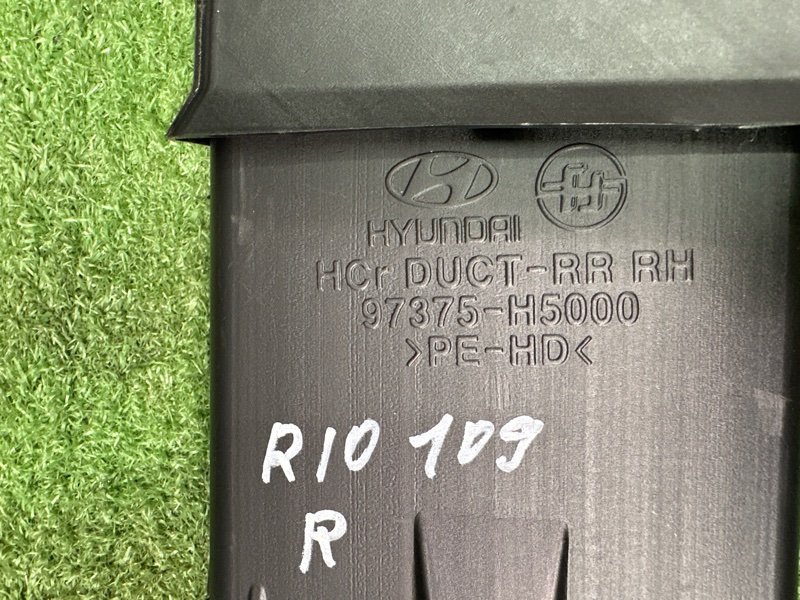 HYUNDAI
HCr DUCT-RR RH
97375-H5000
>PE-HD<
RIO 109
R